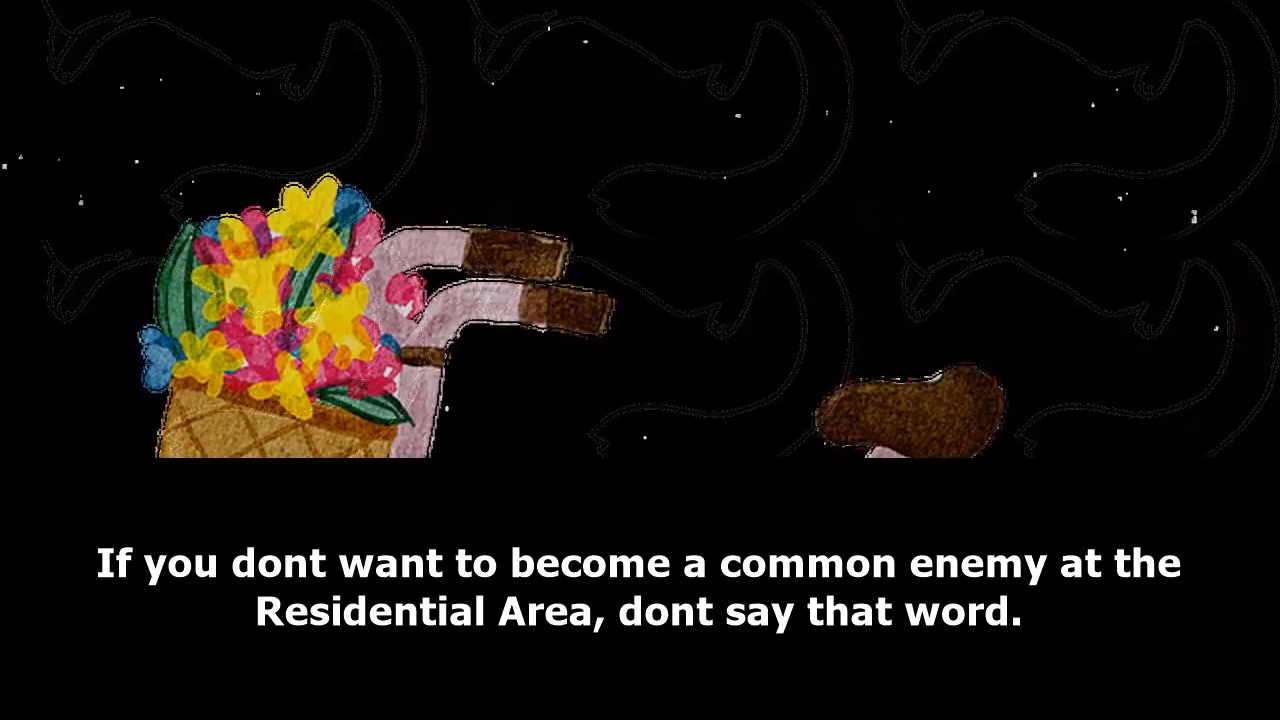 If you dont want to become a common enemy at the
Residential Area, dont say that word.